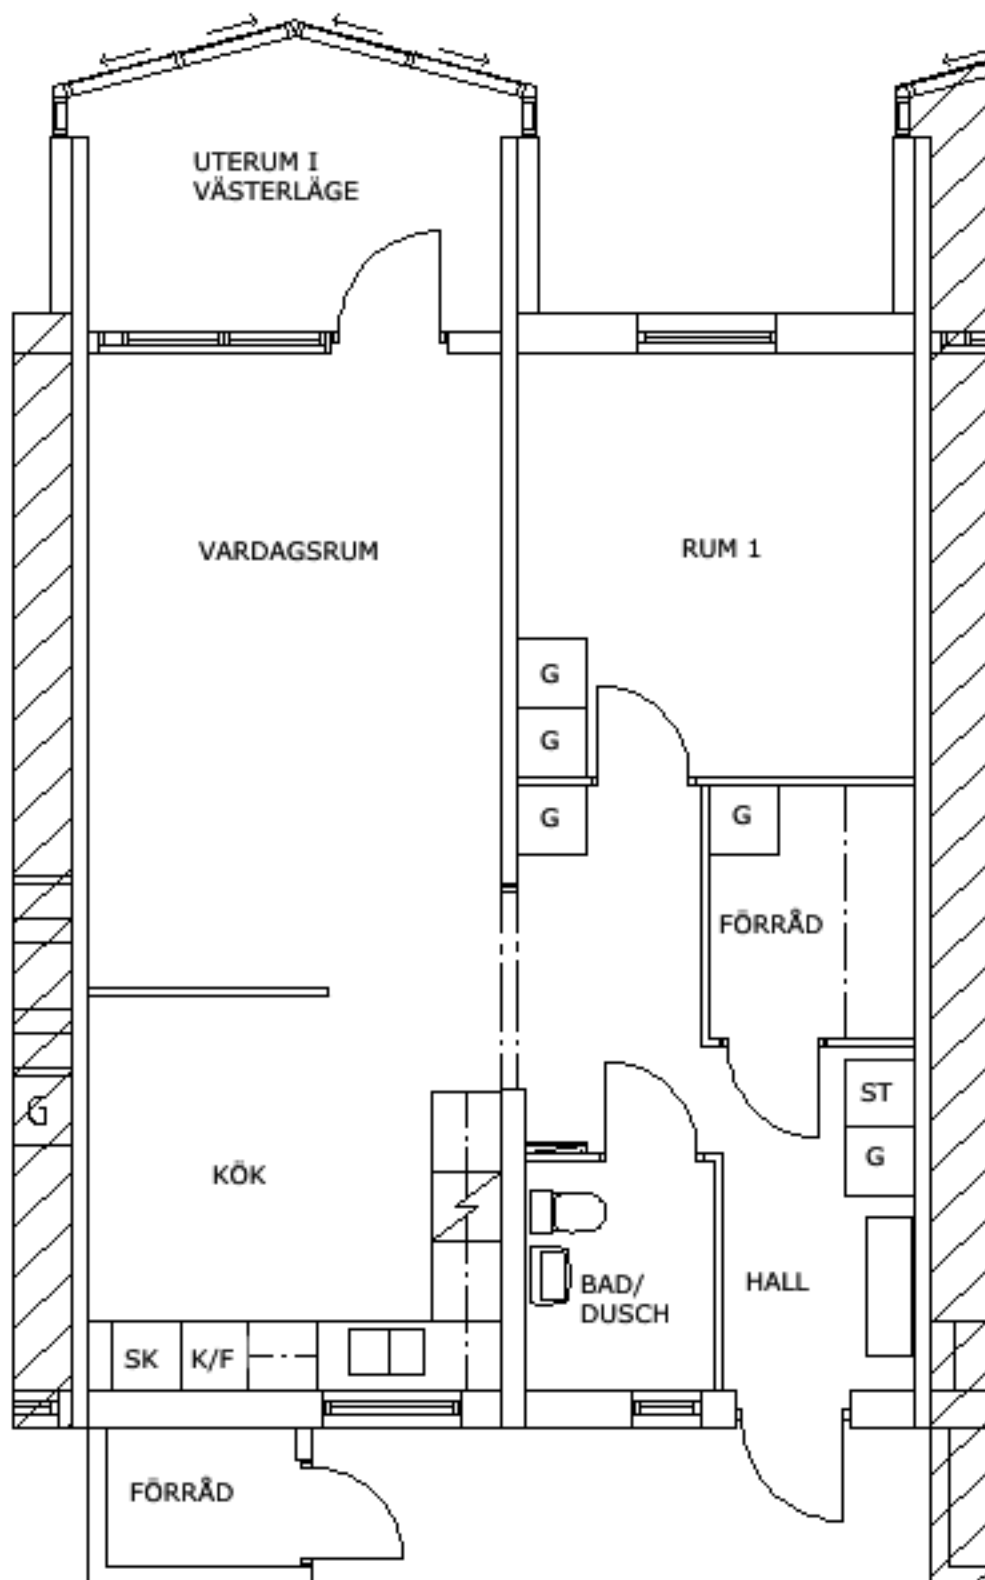 UTERUM I
VÄSTERLÄGE
VARDAGSRUM
RUM 1
G
G
G
G
FÖRRÅD
ST
G
G
KÖK
HALL
BAD/
DUSCH
SK
K/F
FÖRRÅD